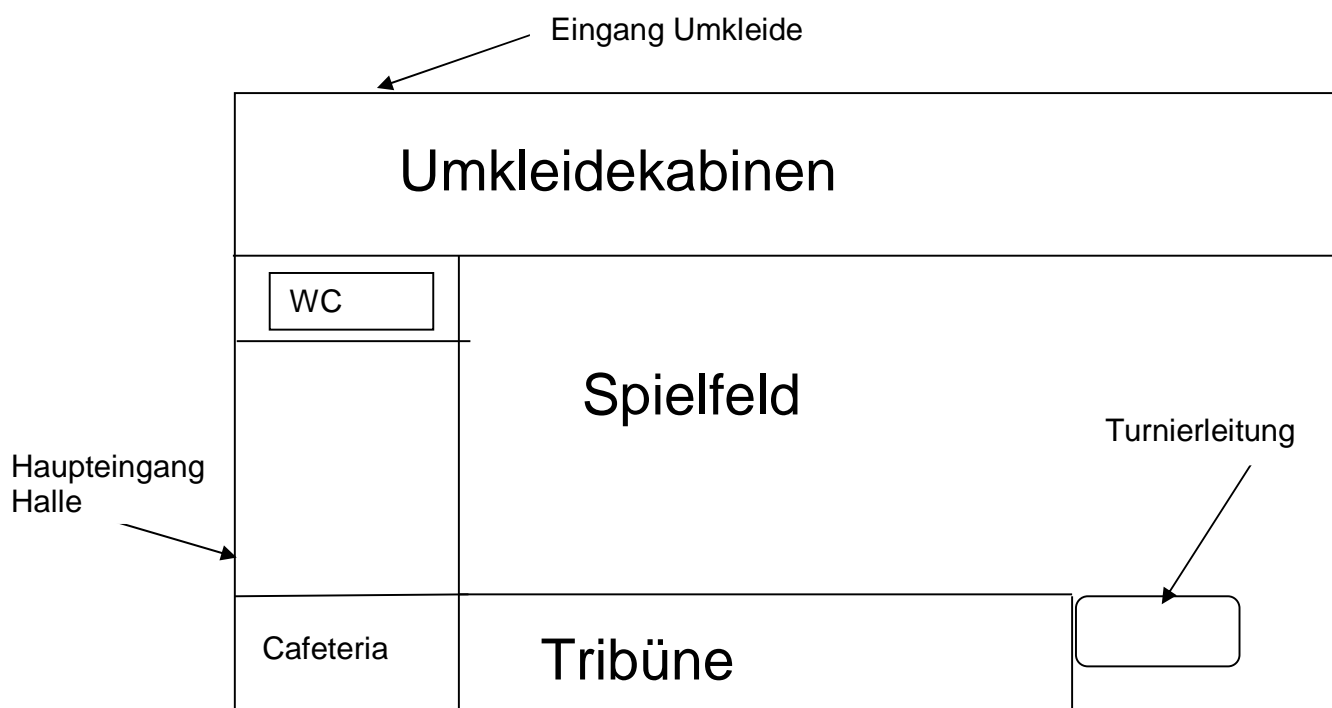 Eingang Umkleide
Umkleidekabinen
WC
Spielfeld
Turnierleitung
Haupteingang
Halle
Cafeteria
Tribüne